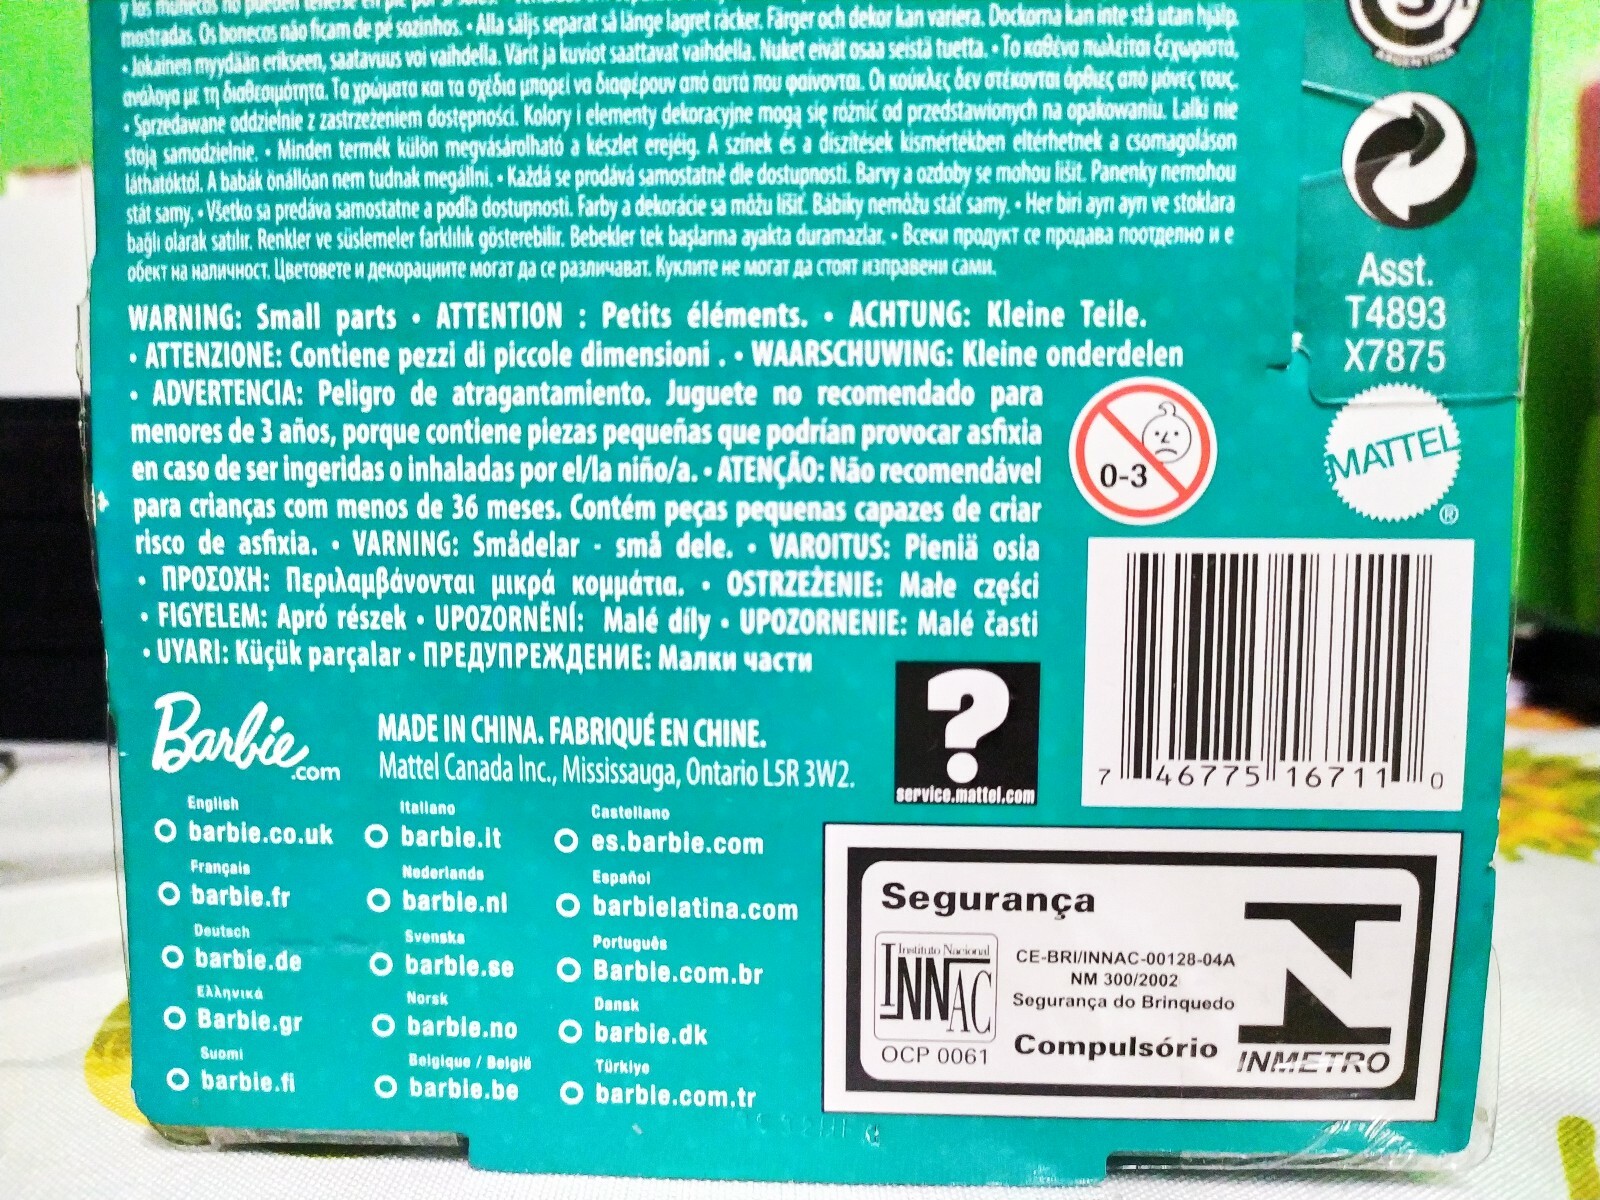 y los muñecos no pueden tenerse en pie por sí solos.
mostradas. Os bonecos não ficam de pé sozinhos. • Alla säljs separat så länge lagret räcker. Färger och dekor kan variera. Dockorna kan inte stå utan hjälp.
• Jokainen myydään erikseen, saatavuus voi vaihdella. Värit ja kuviot saattavat vaihdella. Nuket eivät osaa seistä tuetta. • Το καθένα πωλείται ξεχωριστά,
ανάλογα με τη διαθεσιμότητα. Τα χρώματα και τα σχέδια μπορεί να διαφέρουν από αυτά που φαίνονται. Οι κούκλες δεν στέκονται όρθιες από μόνες τους.
• Sprzedawane oddzielnie z zastrzeżeniem dostępności. Kolory i elementy dekoracyjne mogą się różnić od przedstawionych na opakowaniu. Lalki nie
stoją samodzielnie. • Minden termék külön megvásárolható a készlet erejéig. A színek és a díszítések kismértékben eltérhetnek a csomagoláson
láthatóktól. A babák önállóan nem tudnak megállni. • Každá se prodává samostatně dle dostupnosti. Barvy a ozdoby se mohou lišit. Panenky nemohou
stát samy. • Všetko sa predáva samostatne a podľa dostupnosti. Farby a dekorácie sa môžu líšiť. Bábiky nemôžu stáť samy. • Her biri ayrı ayrı ve stoklara
bağlı olarak satılır. Renkler ve süslemeler farklılık gösterebilir. Bebekler tek başlarına ayakta duramazlar. • Всеки продукт се продава поотделно и е
обект на наличност. Цветовете и декорациите могат да се различават. Куклите не могат да стоят изправени сами.
Asst.
T4893
X7875
WARNING: Small parts • ATTENTION : Petits éléments. • ACHTUNG: Kleine Teile.
• ATTENZIONE: Contiene pezzi di piccole dimensioni . • WAARSCHUWING: Kleine onderdelen
• ADVERTENCIA: Peligro de atragantamiento. Juguete no recomendado para
menores de 3 años, porque contiene piezas pequeñas que podrían provocar asfixia
en caso de ser ingeridas o inhaladas por el/la niño/a. • ATENÇÃO: Não recomendável
para crianças com menos de 36 meses. Contém peças pequenas capazes de criar
risco de asfixia. • VARNING: Smådelar - små dele. • VAROITUS: Pieniä osia
• ΠΡΟΣΟΧΗ: Περιλαμβάνονται μικρά κομμάτια. • OSTRZEŻENIE: Małe części
• FIGYELEM: Apró részek • UPOZORNĚNÍ: Malé díly • UPOZORNENIE: Malé časti
• UYARI: Küçük parçalar • ПРЕДУПРЕЖДЕНИЕ: Малки части
0-3
MATTEL
®
Barbie.com
MADE IN CHINA. FABRIQUÉ EN CHINE.
Mattel Canada Inc., Mississauga, Ontario L5R 3W2.
?
service.mattel.com
7 46775 16711 0
English
barbie.co.uk
Français
barbie.fr
Deutsch
barbie.de
Ελληνικά
Barbie.gr
Suomi
barbie.fi
Italiano
barbie.it
Nederlands
barbie.nl
Svenska
barbie.se
Norsk
barbie.no
Belgique / België
barbie.be
Castellano
es.barbie.com
Español
barbielatina.com
Português
Barbie.com.br
Dansk
barbie.dk
Türkiye
barbie.com.tr
Segurança
Instituto Nacional
INNAC
OCP 0061
CE-BRI/INNAC-00128-04A
NM 300/2002
Segurança do Brinquedo
Compulsório
INMETRO